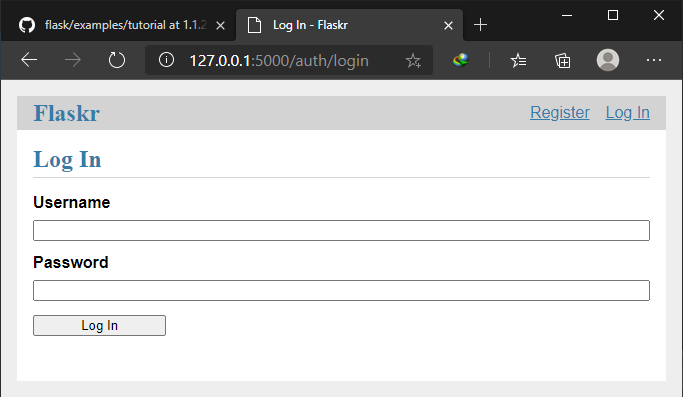 flask/examples/tutorial at 1.1.2
Log In - Flaskr
127.0.0.1:5000/auth/login
Flaskr
Register
Log In
Log In
Username
Password
Log In